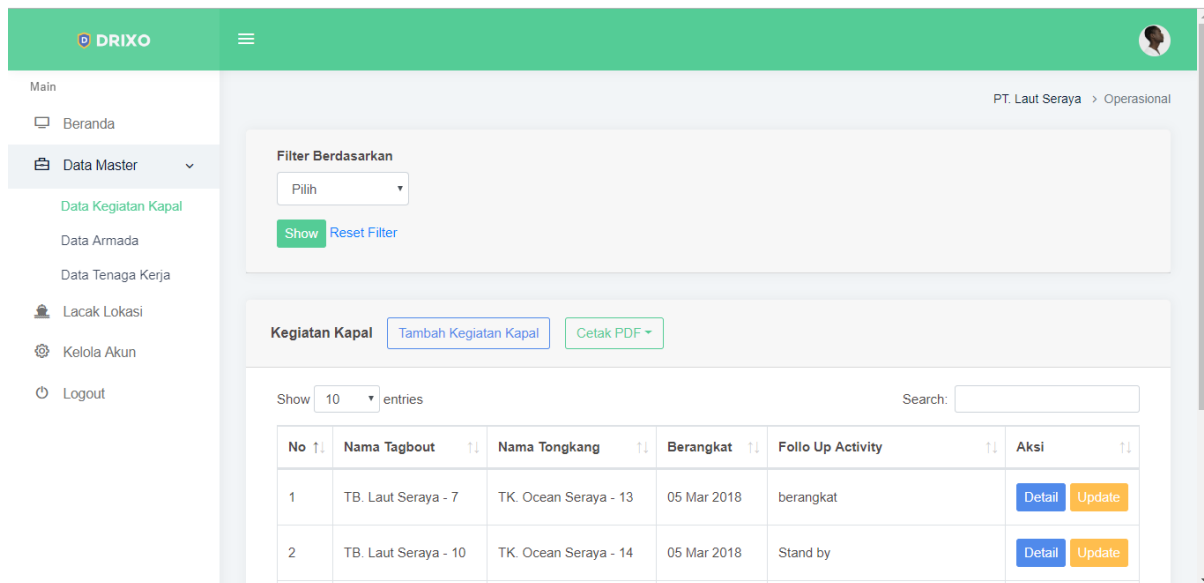 DRIXO
Main
Beranda
Data Master
Data Kegiatan Kapal
Data Armada
Data Tenaga Kerja
Lacak Lokasi
Kelola Akun
Logout
PT. Laut Seraya > Operasional
Filter Berdasarkan
Pilih
Show Reset Filter
Kegiatan Kapal Tambah Kegiatan Kapal Cetak PDF
Show 10 entries Search:
No Nama Tagbout Nama Tongkang Berangkat Follo Up Activity Aksi
1 TB. Laut Seraya - 7 TK. Ocean Seraya - 13 05 Mar 2018 berangkat Detail Update
2 TB. Laut Seraya - 10 TK. Ocean Seraya - 14 05 Mar 2018 Stand by Detail Update